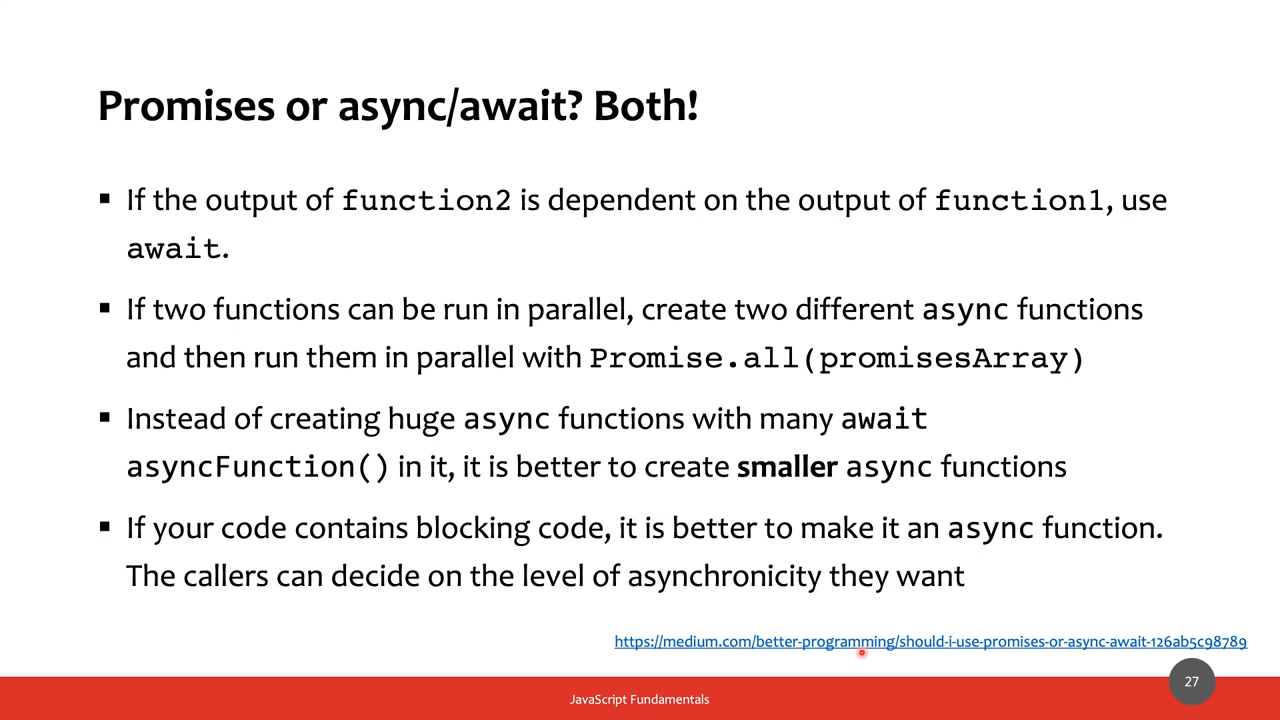 Promises or async/await? Both!
▪ If the output of function2 is dependent on the output of function1, use
await.
▪ If two functions can be run in parallel, create two different async functions
and then run them in parallel with Promise.all(promisesArray)
▪ Instead of creating huge async functions with many await
asyncFunction() in it, it is better to create smaller async functions
▪ If your code contains blocking code, it is better to make it an async function.
The callers can decide on the level of asynchronicity they want
https://medium.com/better-programming/should-i-use-promises-or-async-await-126ab5c98789
27
JavaScript Fundamentals